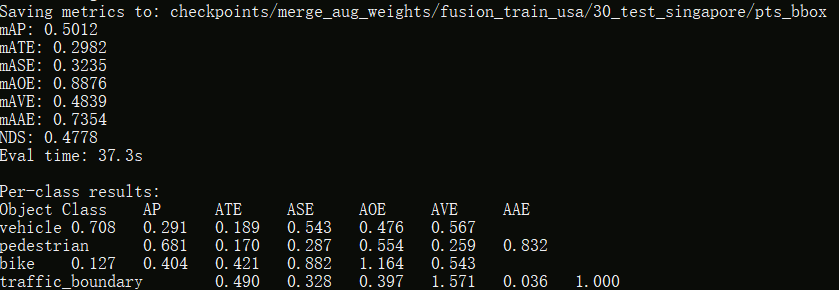 Saving metrics to: checkpoints/merge_aug_weights/fusion_train_usa/30_test_singapore/pts_bbox
mAP: 0.5012
mATE: 0.2982
mASE: 0.3235
mAOE: 0.8876
mAVE: 0.4839
mAAE: 0.7354
NDS: 0.4778
Eval time: 37.3s
Per-class results:
Object Class AP ATE ASE AOE AVE AAE
vehicle 0.708 0.291 0.189 0.543 0.476 0.567
pedestrian 0.681 0.170 0.287 0.554 0.259 0.832
bike 0.127 0.404 0.421 0.882 1.164 0.543
traffic_boundary 0.490 0.328 0.397 1.571 0.036 1.000